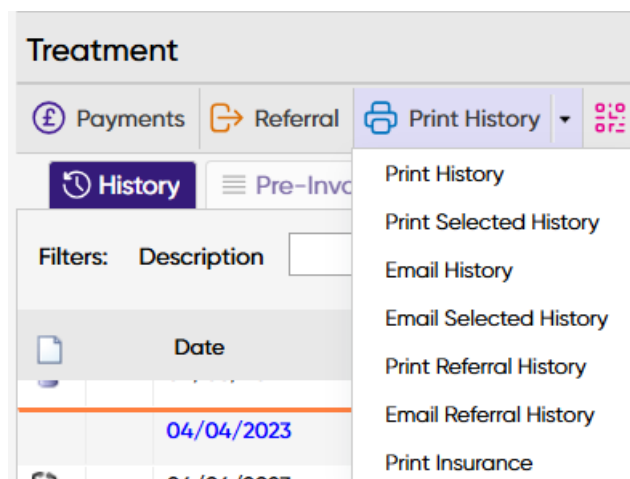 Treatment
Payments Referral Print History
History Pre-Invo
Print History
Print Selected History
Filters: Description
Email History
Email Selected History
Date
Print Referral History
Email Referral History
04/04/2023
Print Insurance